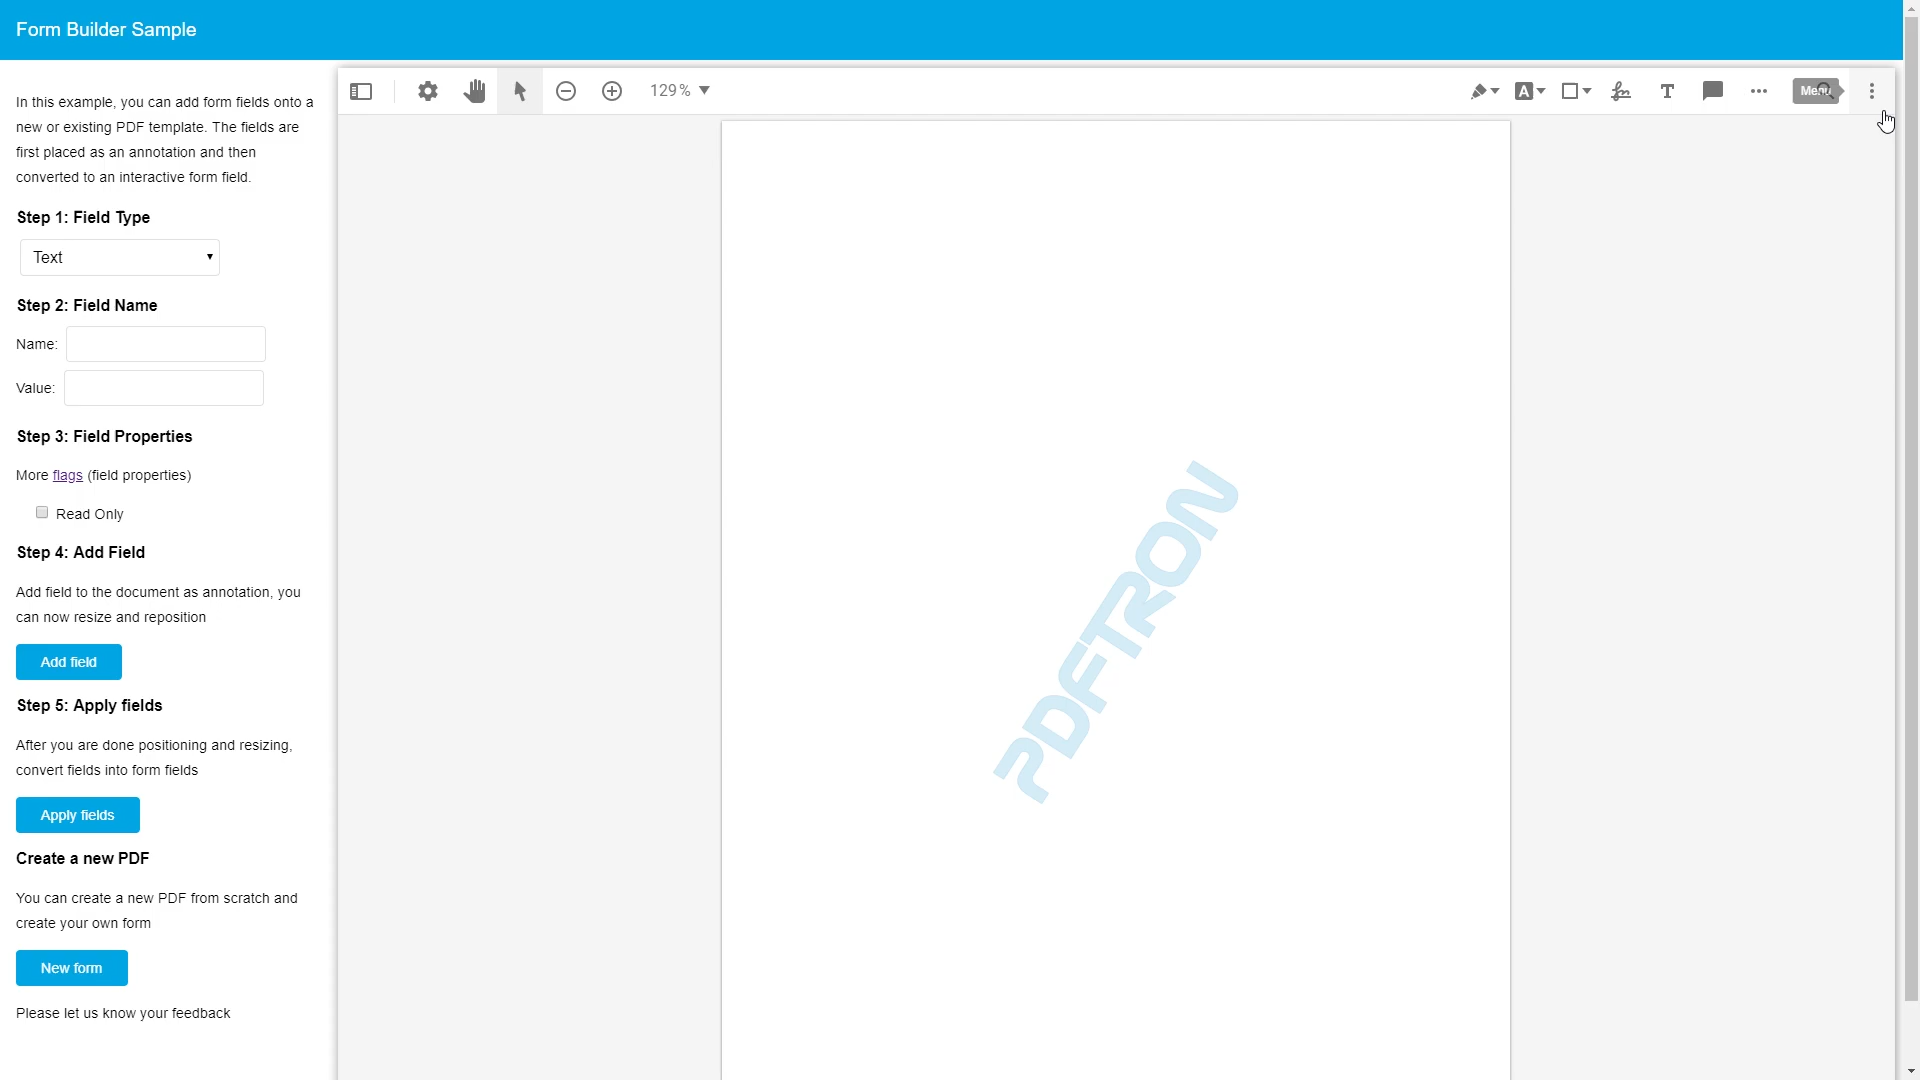 Form Builder Sample
In this example, you can add form fields onto a
new or existing PDF template. The fields are
first placed as an annotation and then
converted to an interactive form field.
Step 1: Field Type
Text
Step 2: Field Name
Name:
Value:
Step 3: Field Properties
More flags (field properties)
Read Only
Step 4: Add Field
Add field to the document as annotation, you
can now resize and reposition
Add field
Step 5: Apply fields
After you are done positioning and resizing,
convert fields into form fields
Apply fields
Create a new PDF
You can create a new PDF from scratch and
create your own form
New form
Please let us know your feedback
129%
A
T
Menu
PDFTRON